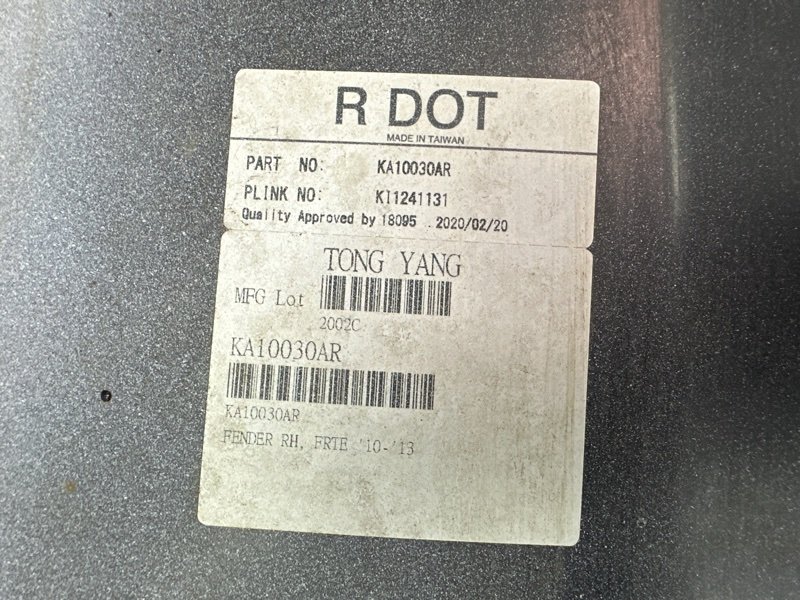 R DOT
MADE IN TAIWAN
PART NO: KA10030AR
PLINK NO: KI1241131
Quality Approved by 18095 .2020/02/20
TONG YANG
MFG Lot
2002C
KA10030AR
KA10030AR
FENDER RH, FRTE '10-'13